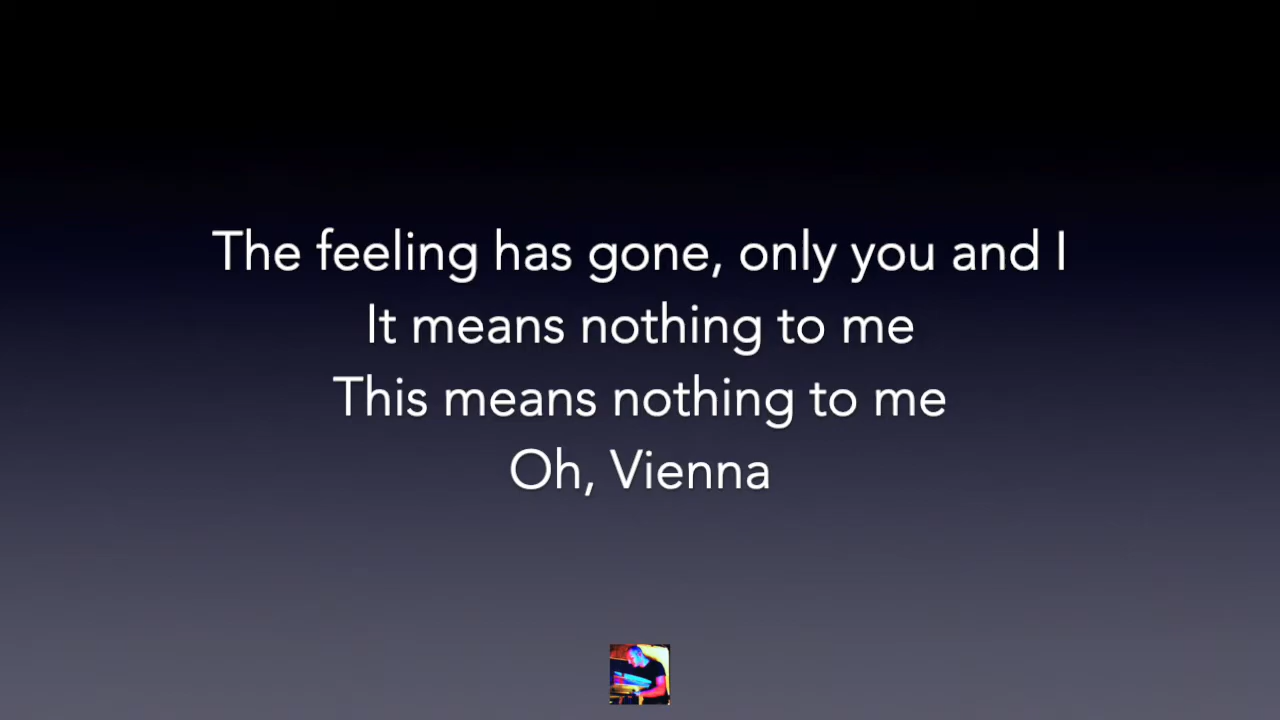 The feeling has gone, only you and I
It means nothing to me
This means nothing to me
Oh, Vienna